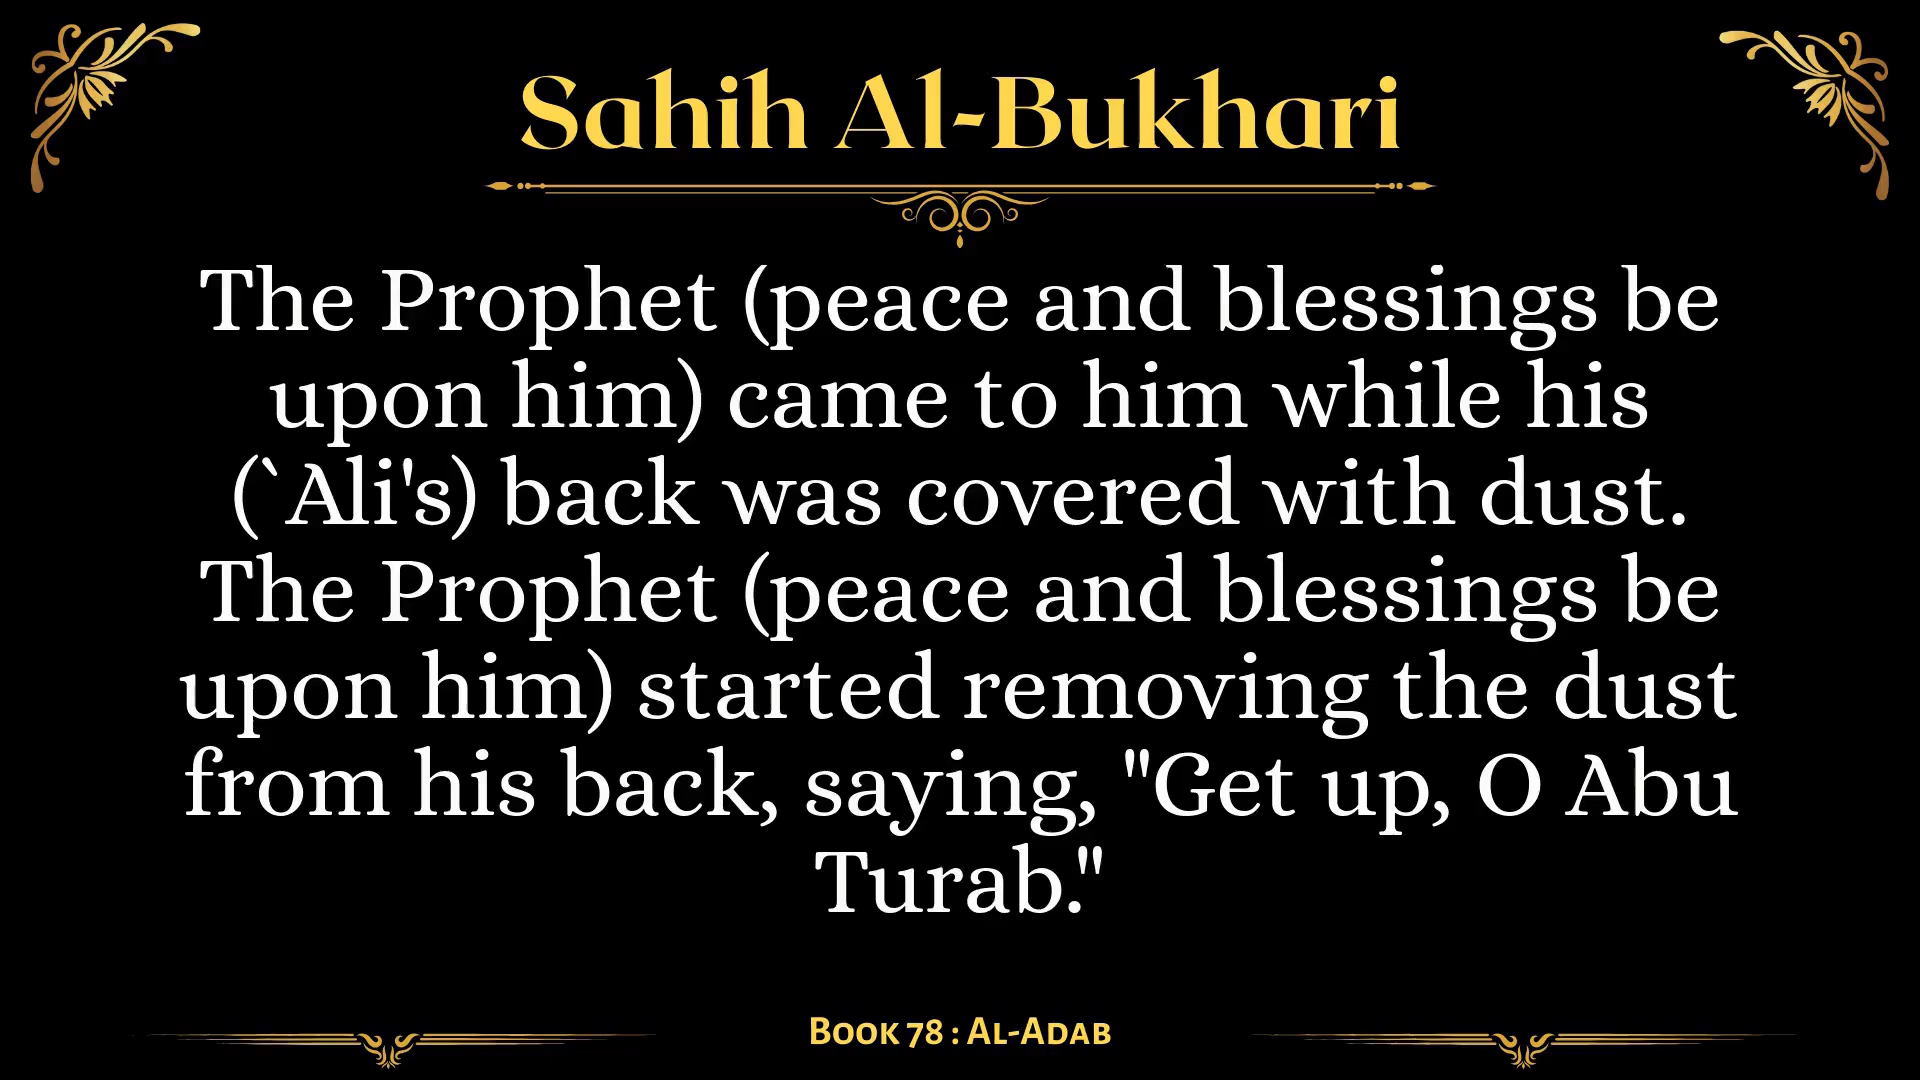 Sahih Al-Bukhari
The Prophet (peace and blessings be
upon him) came to him while his
(`Ali's) back was covered with dust.
The Prophet (peace and blessings be
upon him) started removing the dust
from his back, saying, "Get up, O Abu
Turab."
Book 78 : Al-Adab